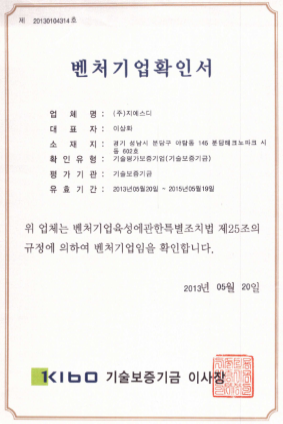 제 20130104314 호
벤처기업확인서
업 체 명 : (주)지에스디
대 표 자 : 이상회
소 재 지 : 경기 성남시 분당구 야탑동 145 분당테크노파크 시
동 602호
확 인 유 형 : 기술평가보증기업(기술보증기금)
평 가 기 관 : 기술보증기금
유 효 기 간 : 2013년05월20일 ~ 2015년05월19일
위 업체는 벤처기업육성에관한특별조치법 제25조의
규정에 의하여 벤처기업임을 확인합니다.
2013년 05월 20일
KIBO 기술보증기금 이사장